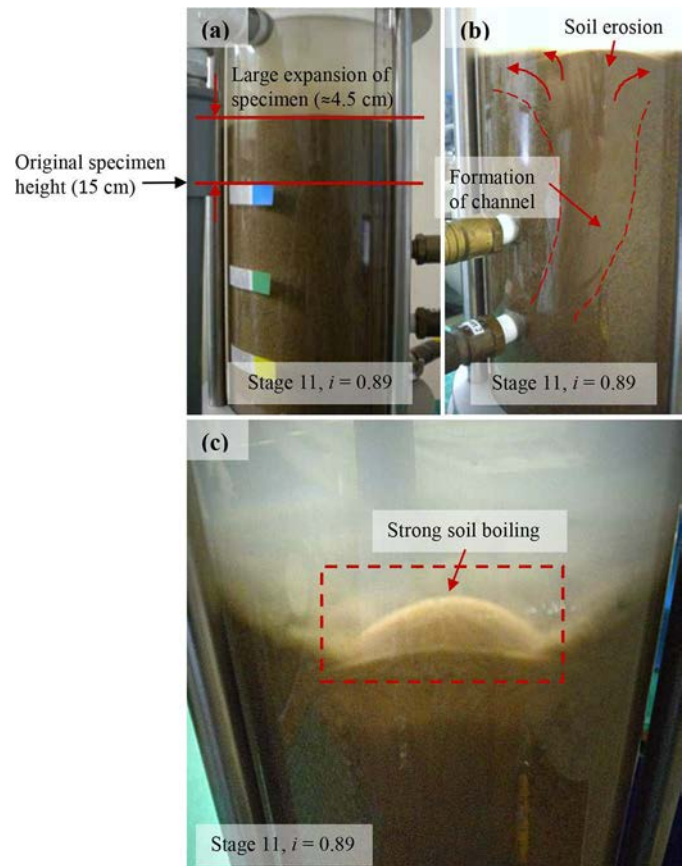 (a)
Large expansion of
specimen (≈4.5 cm)
Original specimen
height (15 cm)
Stage 11, i = 0.89
(b)
Soil erosion
Formation
of channel
Stage 11, i = 0.89
(c)
Strong soil boiling
Stage 11, i = 0.89